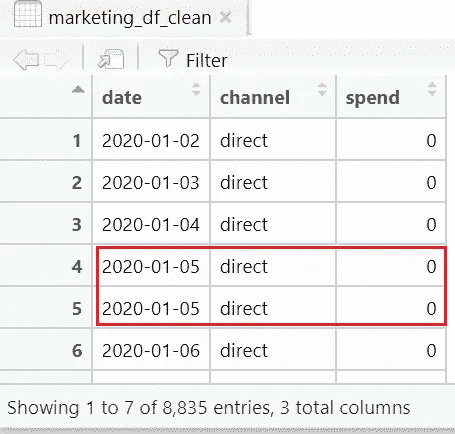 marketing_df_clean
Filter
date channel spend
1 2020-01-02 direct 0
2 2020-01-03 direct 0
3 2020-01-04 direct 0
4 2020-01-05 direct 0
5 2020-01-05 direct 0
6 2020-01-06 direct 0
Showing 1 to 7 of 8,835 entries, 3 total columns